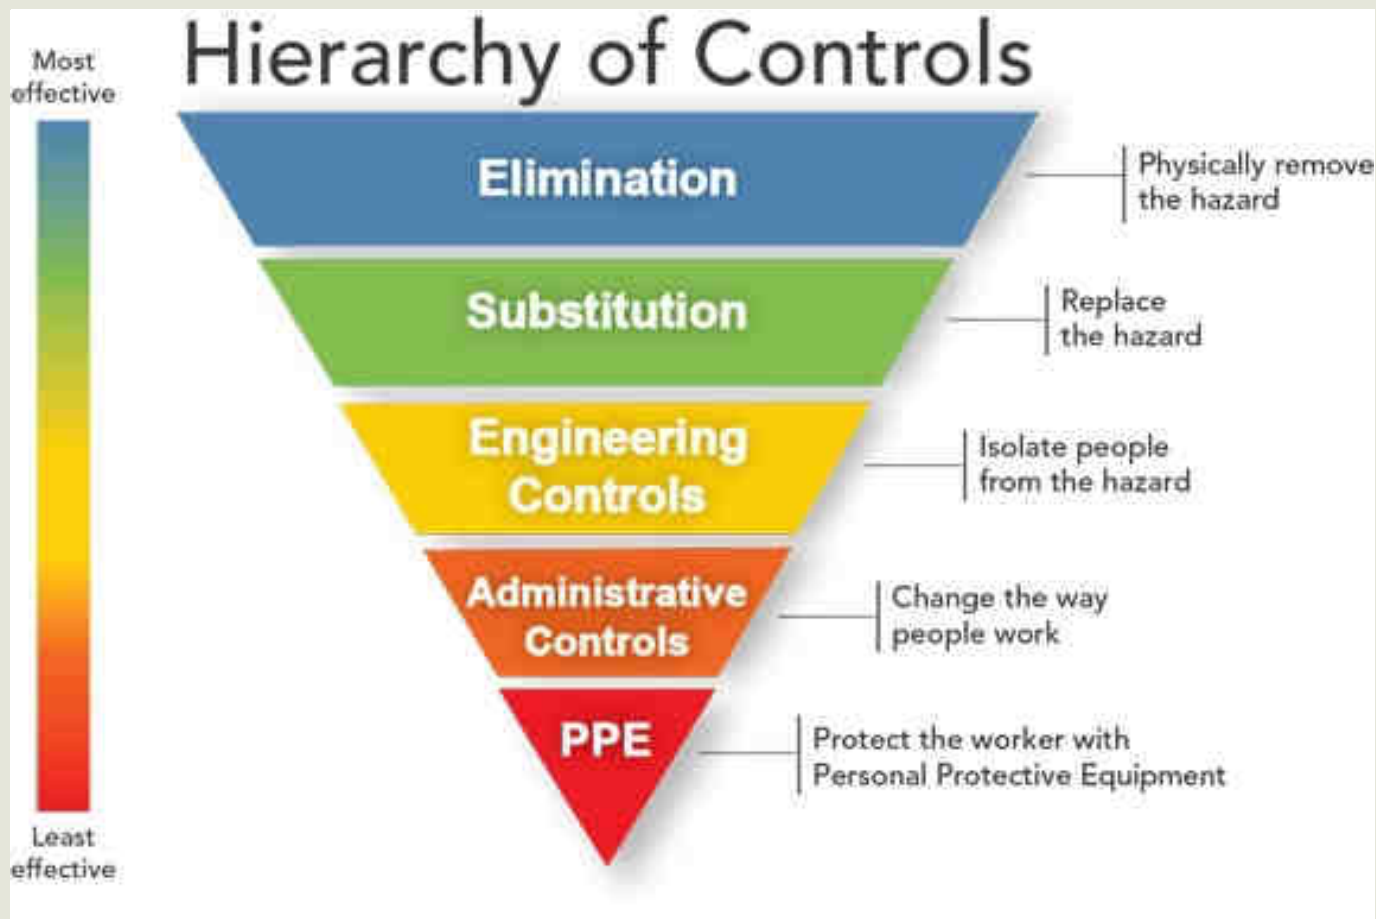 Hierarchy of Controls
Most
effective
Elimination
Physically remove
the hazard
Substitution
Replace
the hazard
Engineering
Controls
Isolate people
from the hazard
Administrative
Controls
Change the way
people work
PPE
Protect the worker with
Personal Protective Equipment
Least
effective